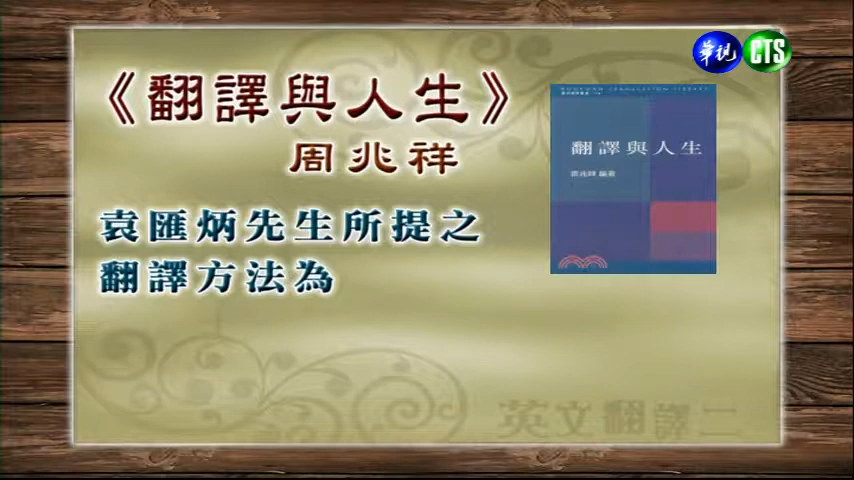 華視 CTS
《翻譯與人生》
周兆祥
袁匯炳先生所提之
翻譯方法為
翻譯與人生
周兆祥 編著
英文翻譯二